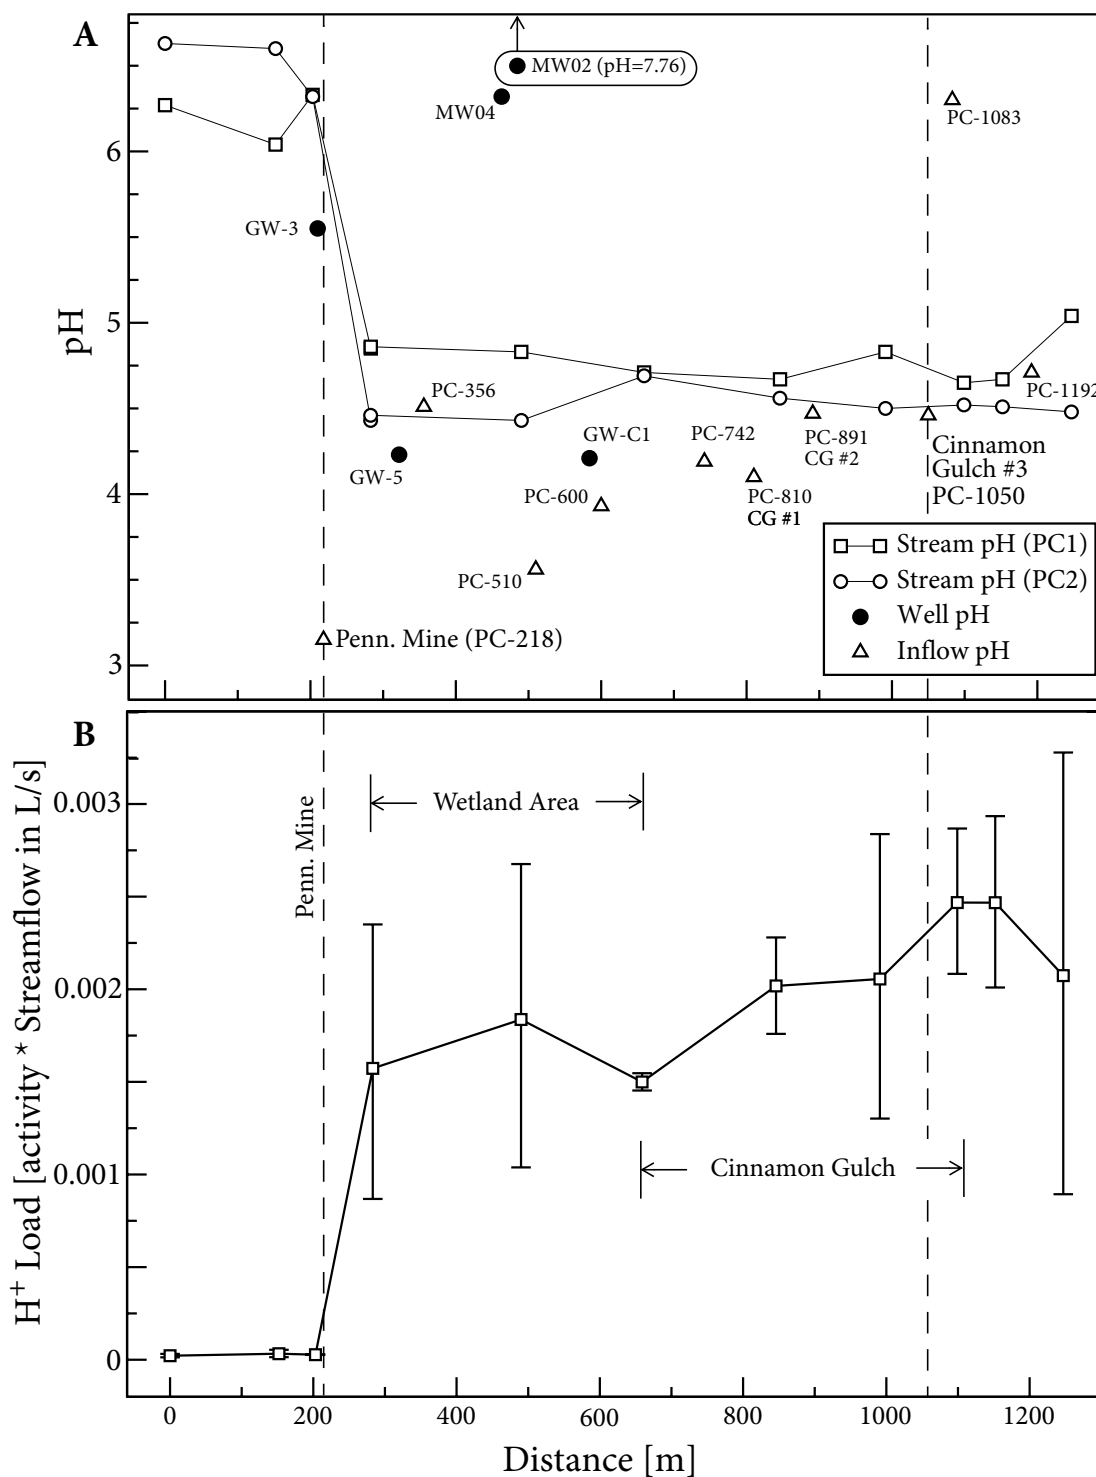 A
MW02 (pH=7.76)
MW04
PC-1083
6
GW-3
pH
5
PC-356
PC-1192
GW-C1
PC-742
PC-891
CG #2
Cinnamon
Gulch #3
PC-1050
GW-5
4
PC-600
PC-810
CG #1
PC-510
Stream pH (PC1)
Stream pH (PC2)
Well pH
Inflow pH
Penn. Mine (PC-218)
3
B
H+ Load [activity * Streamflow in L/s]
0.003
Penn. Mine
Wetland Area
0.002
0.001
Cinnamon Gulch
0
0 200 400 600 800 1000 1200
Distance [m]